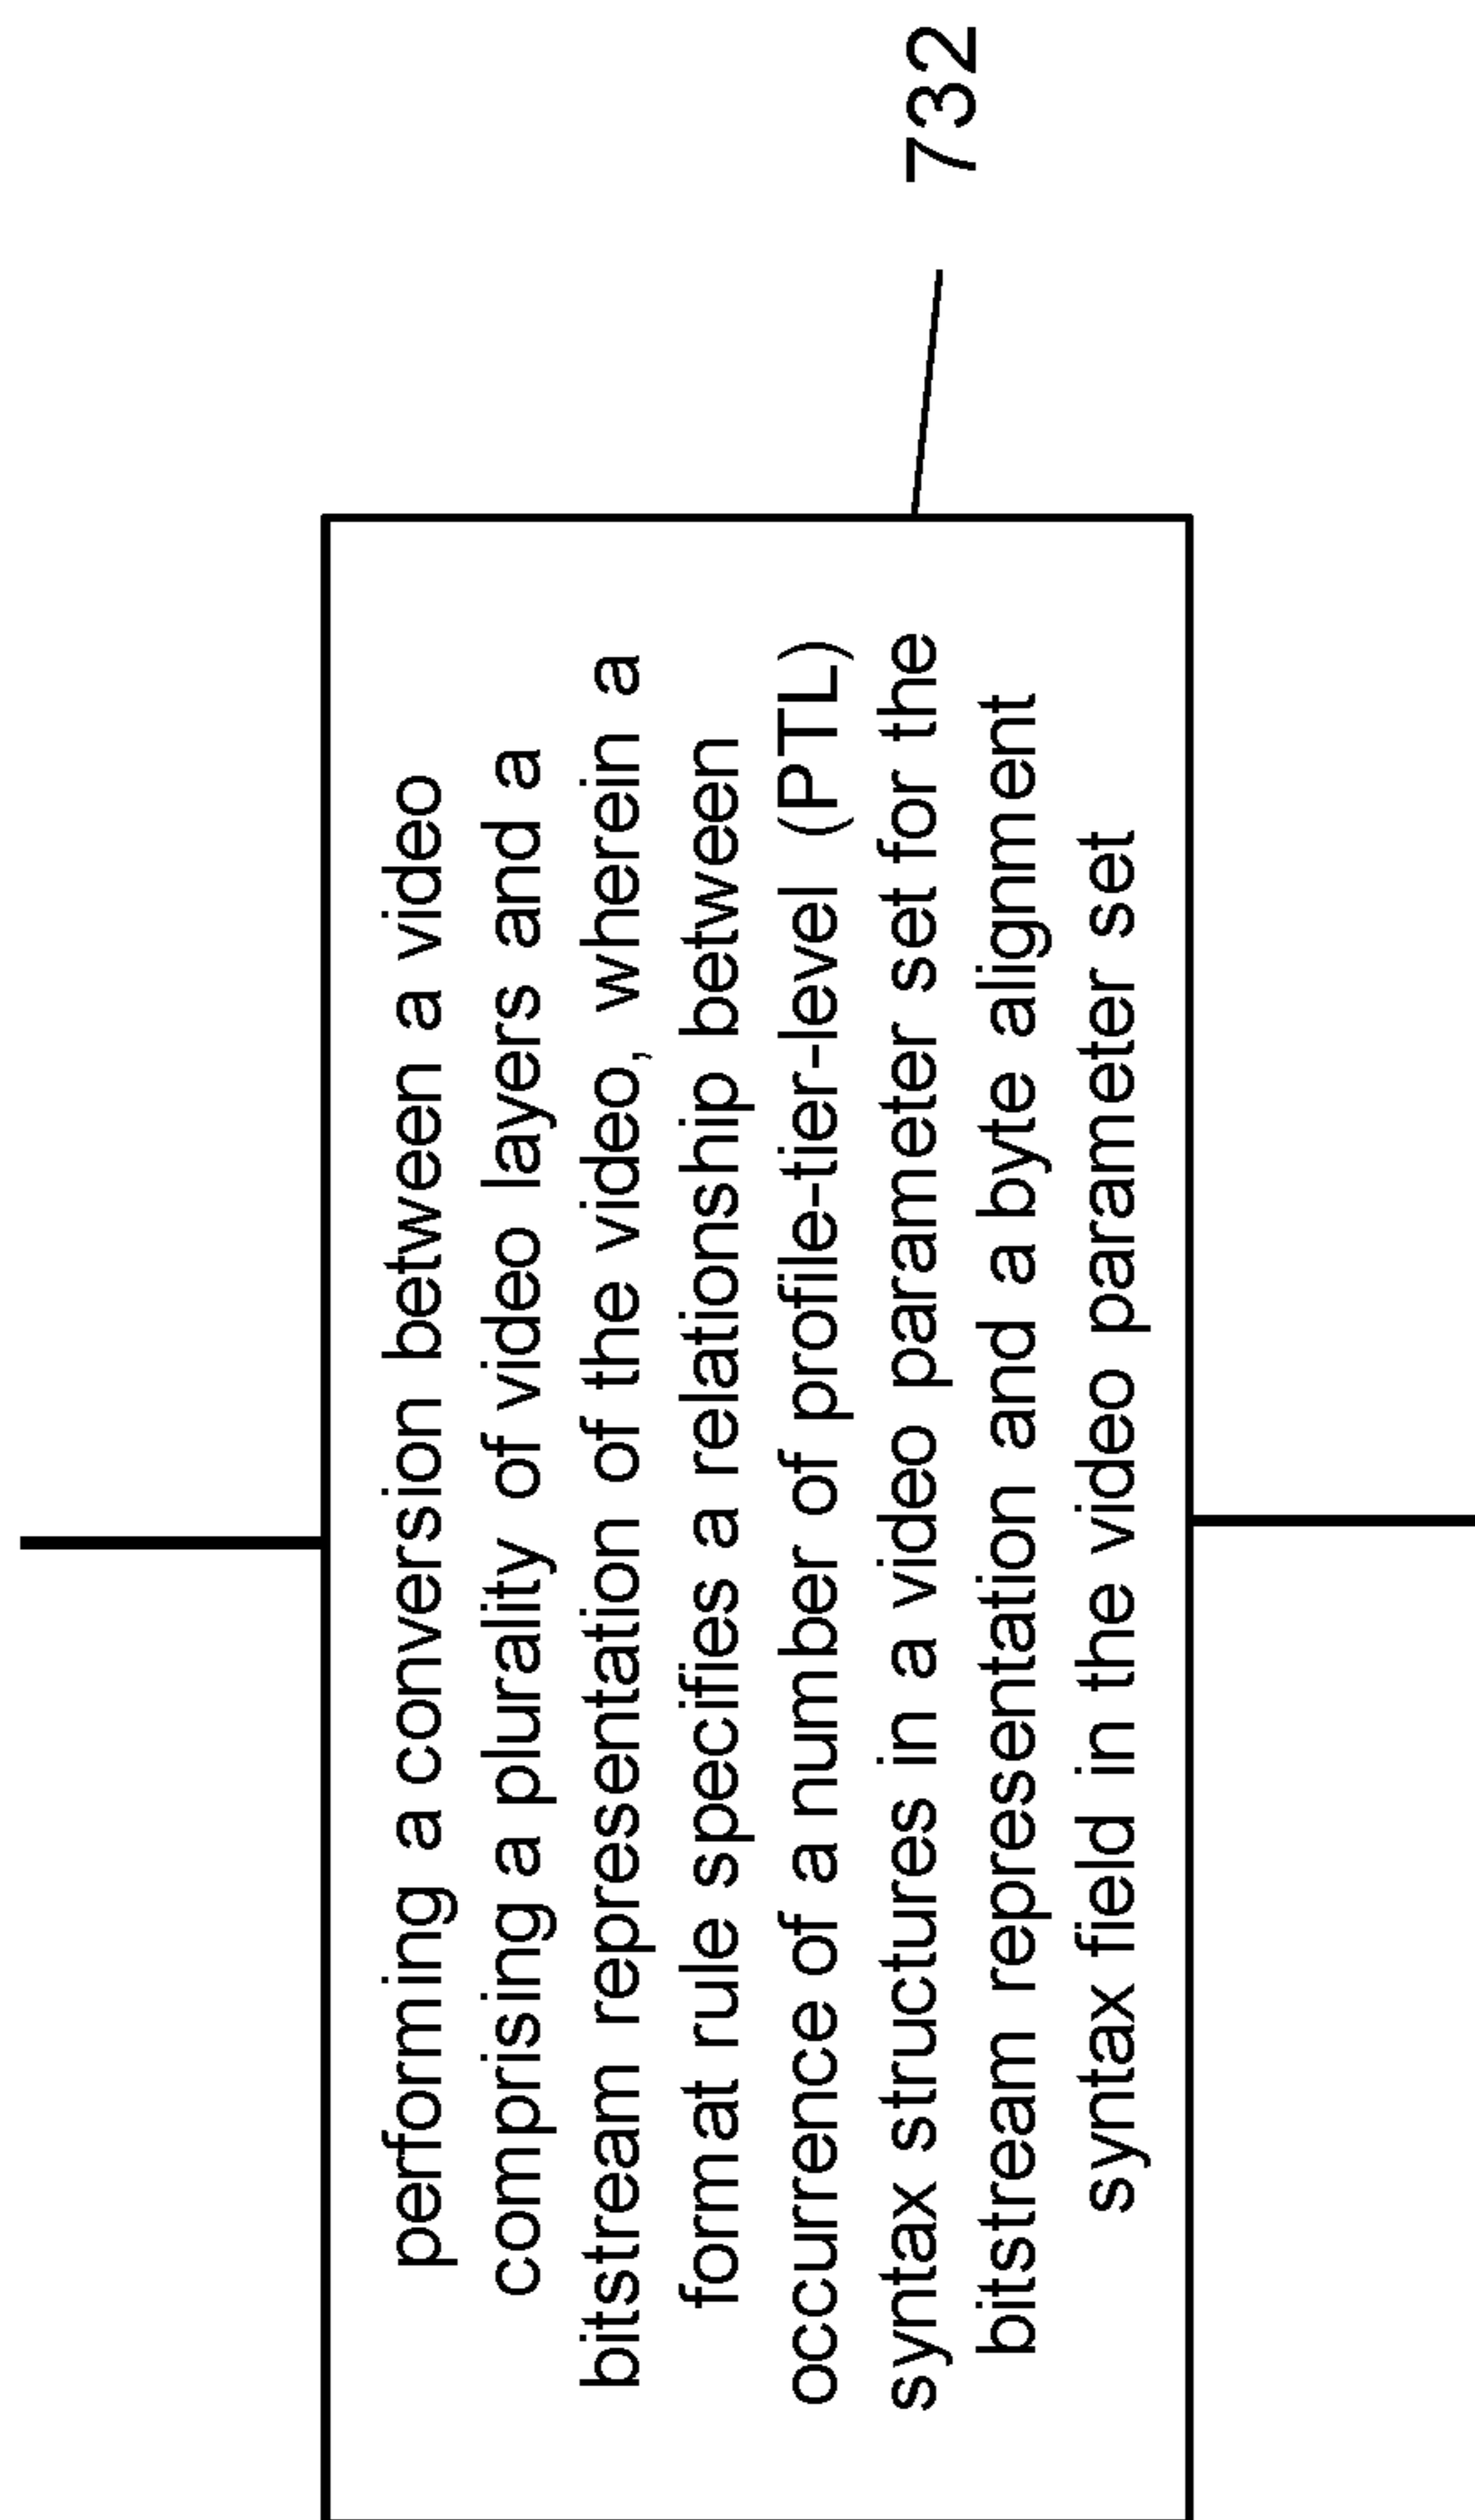 performing a conversion between a video
comprising a plurality of video layers and a
bitstream representation of the video, wherein a
format rule specifies a relationship between
occurrence of a number of profile-tier-level (PTL)
syntax structures in a video parameter set for the
bitstream representation and a byte alignment
syntax field in the video parameter set
732